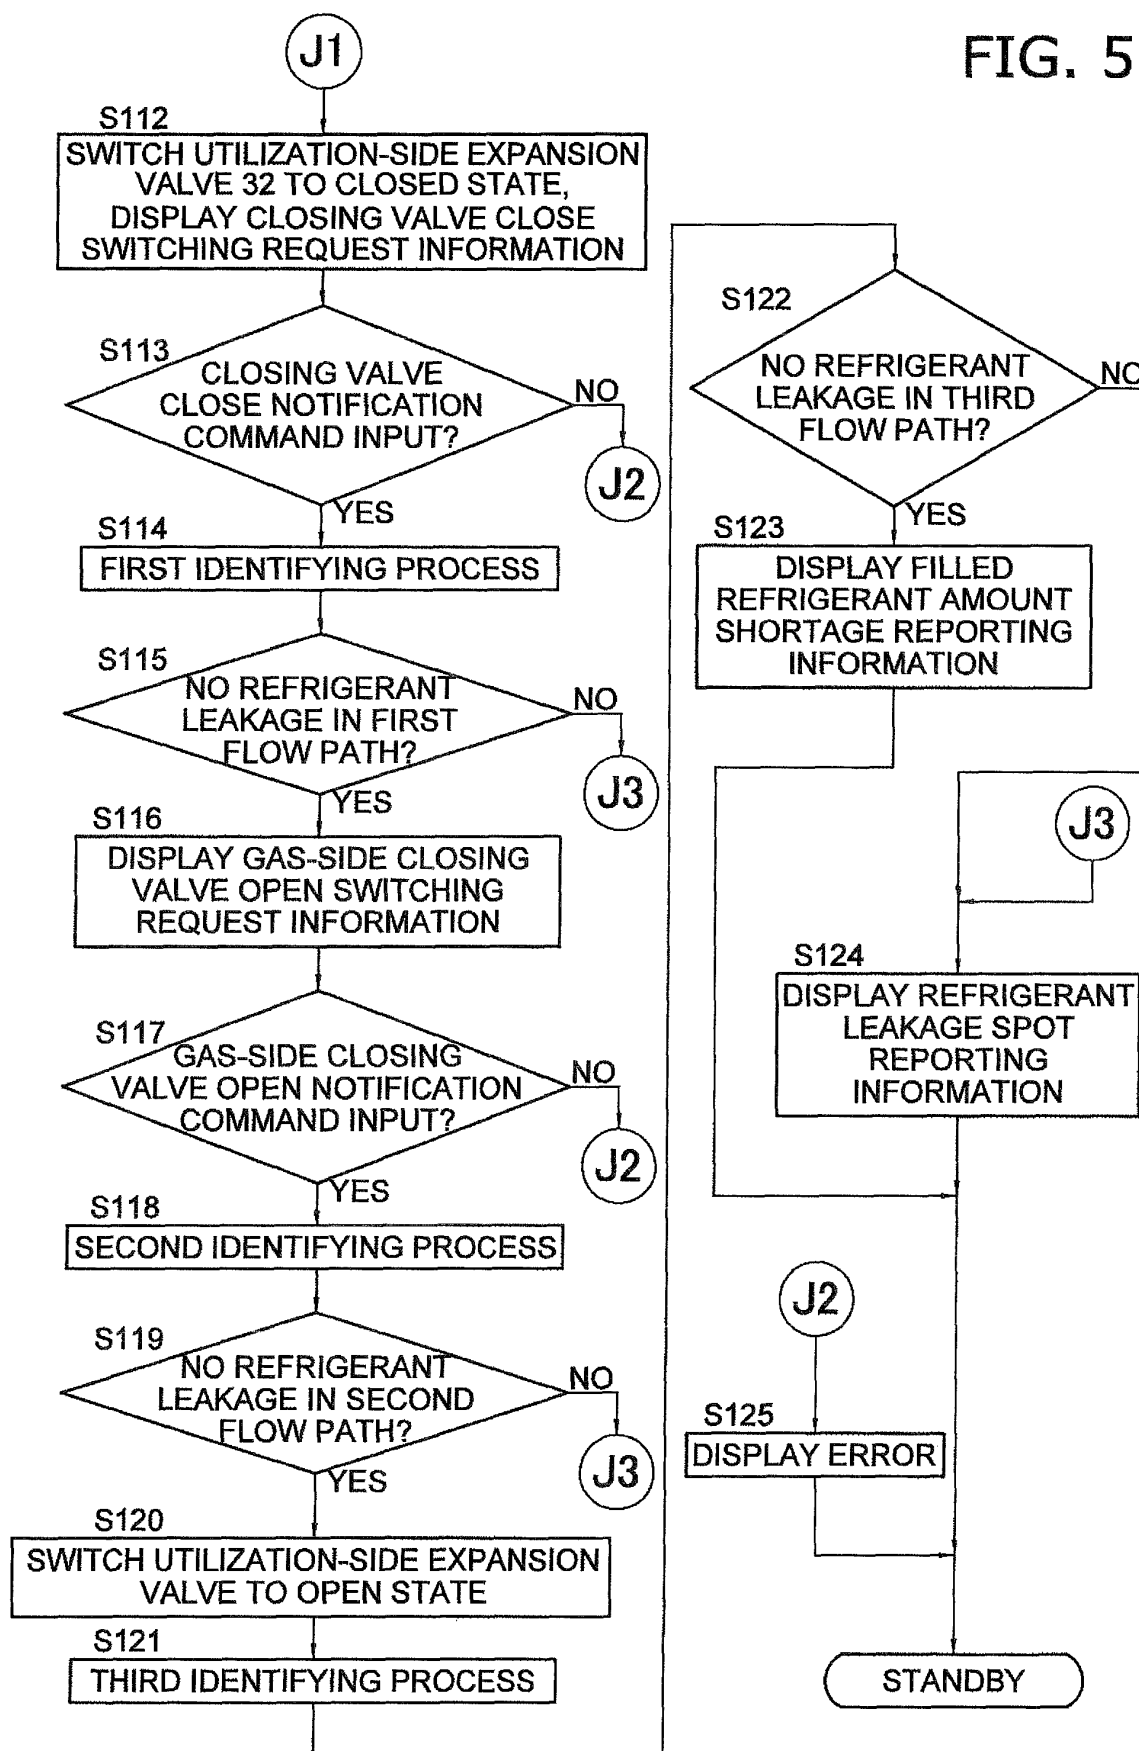 FIG. 5
J1
S112
SWITCH UTILIZATION-SIDE EXPANSION
VALVE 32 TO CLOSED STATE,
DISPLAY CLOSING VALVE CLOSE
SWITCHING REQUEST INFORMATION
S113
CLOSING VALVE
CLOSE NOTIFICATION
COMMAND INPUT?
NO
J2
YES
S114
FIRST IDENTIFYING PROCESS
S115
NO REFRIGERANT
LEAKAGE IN FIRST
FLOW PATH?
NO
J3
YES
S116
DISPLAY GAS-SIDE CLOSING
VALVE OPEN SWITCHING
REQUEST INFORMATION
S117
GAS-SIDE CLOSING
VALVE OPEN NOTIFICATION
COMMAND INPUT?
NO
J2
YES
S118
SECOND IDENTIFYING PROCESS
S119
NO REFRIGERANT
LEAKAGE IN SECOND
FLOW PATH?
NO
J3
YES
S120
SWITCH UTILIZATION-SIDE EXPANSION
VALVE TO OPEN STATE
S121
THIRD IDENTIFYING PROCESS
S122
NO REFRIGERANT
LEAKAGE IN THIRD
FLOW PATH?
NO
YES
S123
DISPLAY FILLED
REFRIGERANT AMOUNT
SHORTAGE REPORTING
INFORMATION
J3
S124
DISPLAY REFRIGERANT
LEAKAGE SPOT
REPORTING
INFORMATION
J2
S125
DISPLAY ERROR
STANDBY